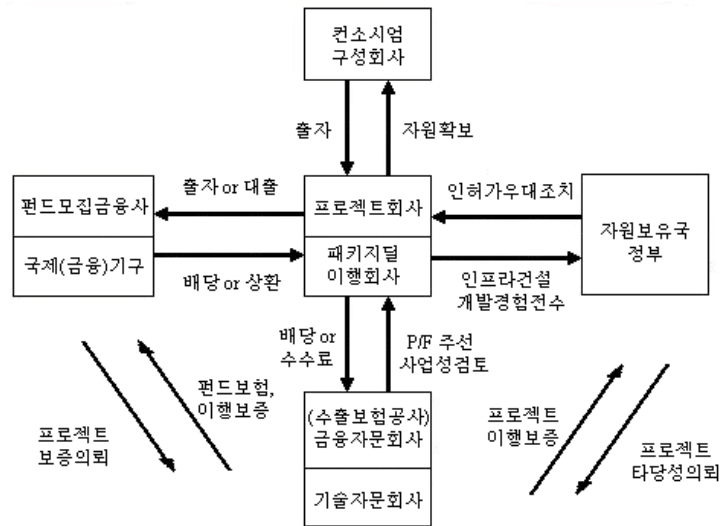 컨소시엄
구성회사
출자
자원확보
펀드모집금융사
출자 or 대출
프로젝트회사
인허가우대조치
자원보유국
정부
국제(금융)기구
배당 or 상환
패키지딜
이행회사
인프라건설
개발경험전수
배당 or
수수료
P/F 주선
사업성검토
펀드보험,
이행보증
프로젝트
보증의뢰
(수출보험공사)
금융자문회사
기술자문회사
프로젝트
이행보증
프로젝트
타당성의뢰